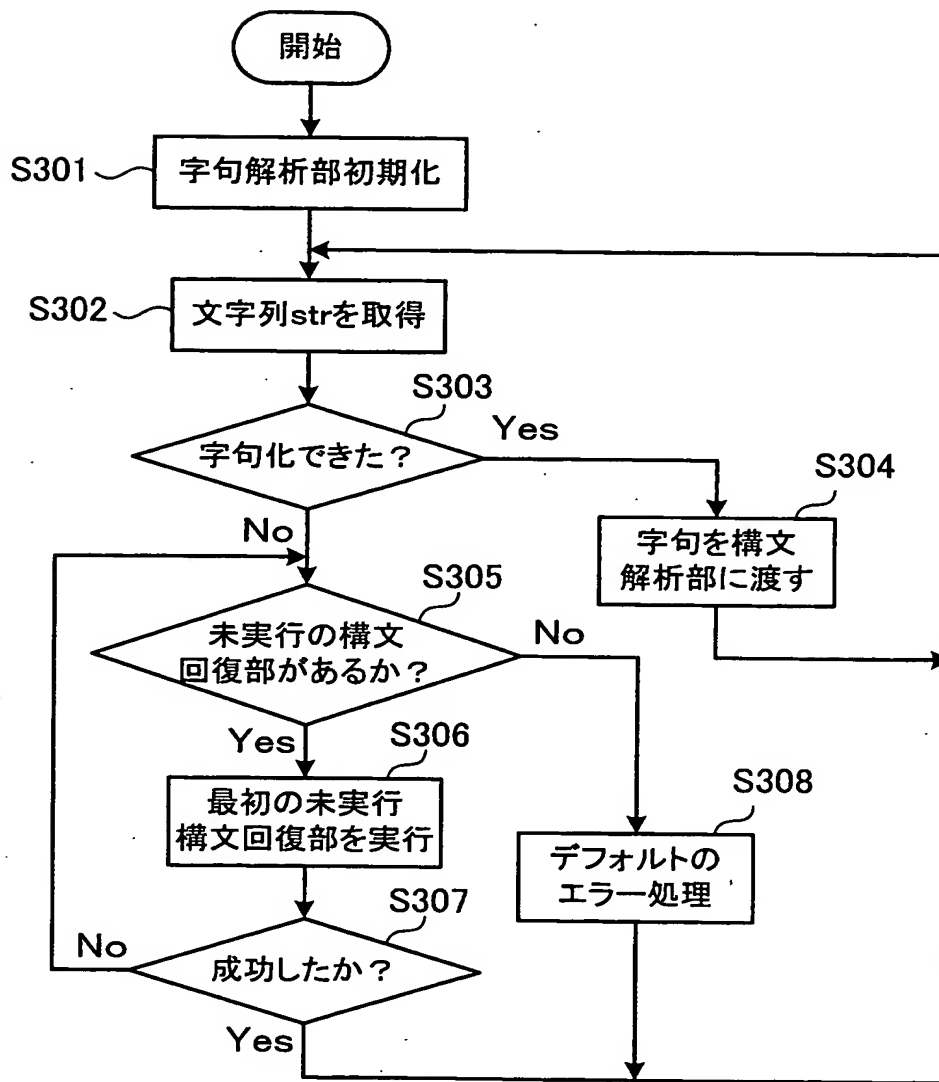 開始
S301
字句解析部初期化
S302
文字列strを取得
S303
字句化できた？
Yes
S304
字句を構文
解析部に渡す
No
S305
未実行の構文
回復部があるか？
No
Yes
S306
最初の未実行
構文回復部を実行
S308
デフォルトの
エラー処理
S307
成功したか？
No
Yes